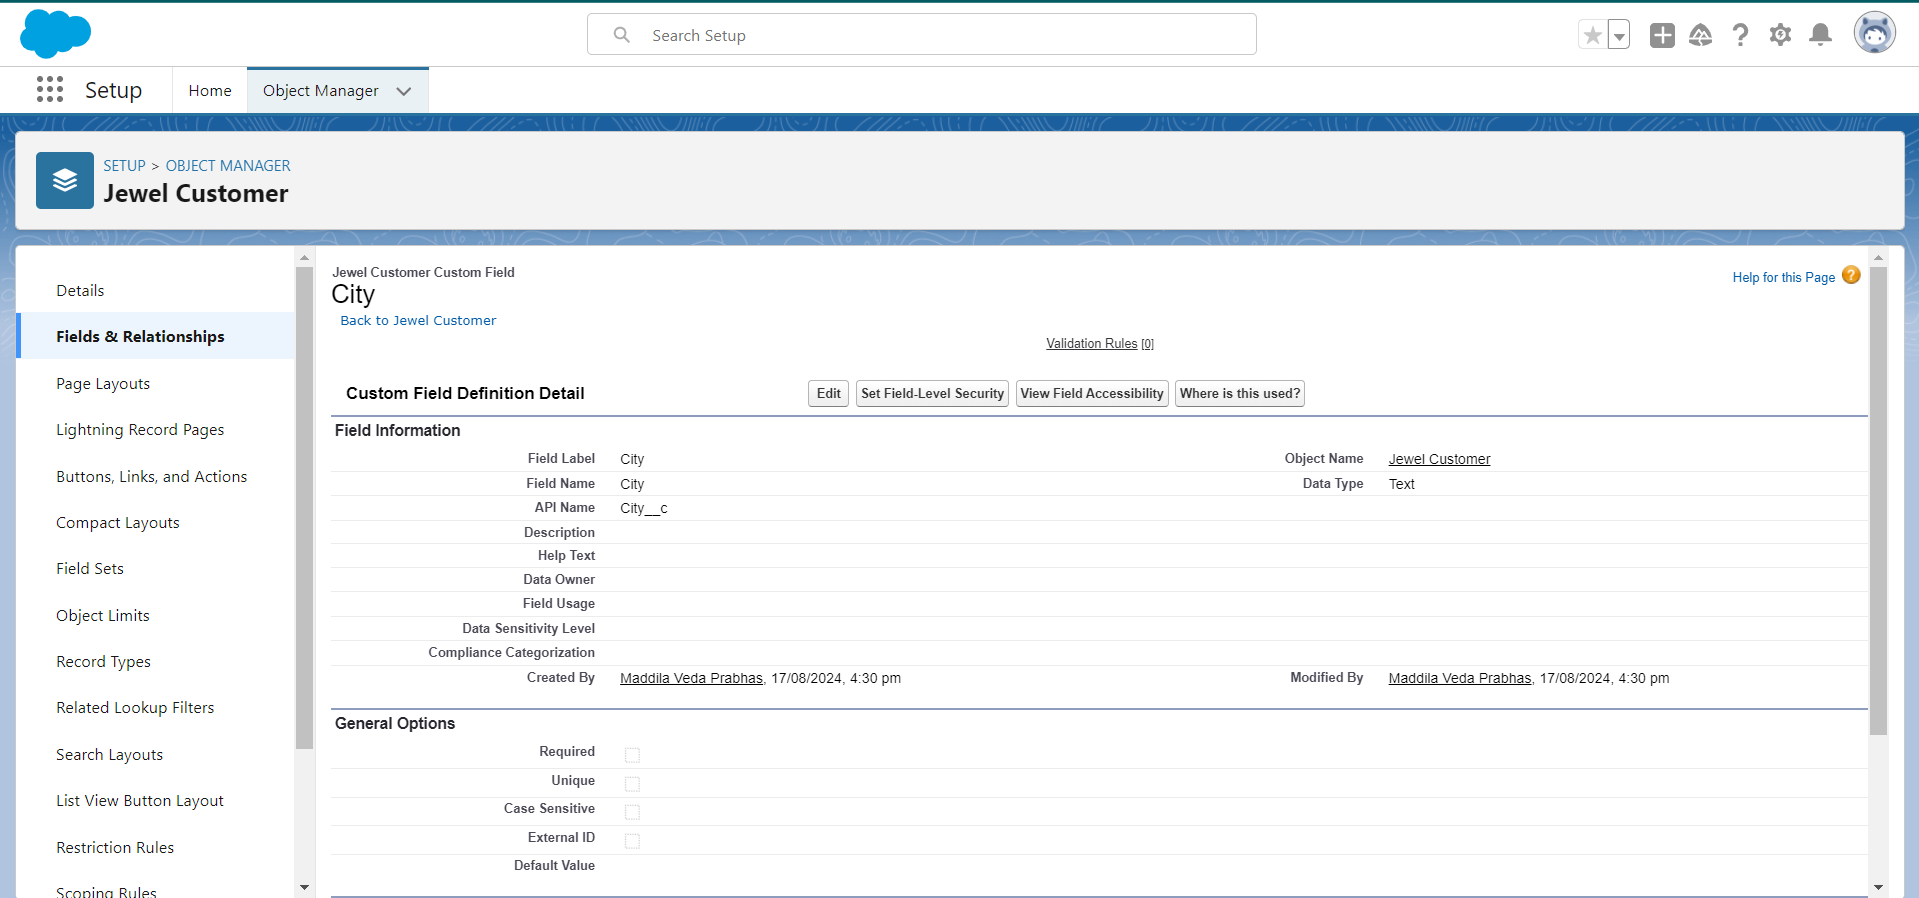 Search Setup
Setup
Home
Object Manager
SETUP > OBJECT MANAGER
Jewel Customer
Details
Fields & Relationships
Page Layouts
Lightning Record Pages
Buttons, Links, and Actions
Compact Layouts
Field Sets
Object Limits
Record Types
Related Lookup Filters
Search Layouts
List View Button Layout
Restriction Rules
Scoping Rules
Jewel Customer Custom Field
City
Back to Jewel Customer
Help for this Page ?
Validation Rules [0]
Custom Field Definition Detail
Edit
Set Field-Level Security
View Field Accessibility
Where is this used?
Field Information
Field Label City
Object Name Jewel Customer
Field Name City
Data Type Text
API Name City__c
Description
Help Text
Data Owner
Field Usage
Data Sensitivity Level
Compliance Categorization
Created By Maddila Veda Prabhas, 17/08/2024, 4:30 pm
Modified By Maddila Veda Prabhas, 17/08/2024, 4:30 pm
General Options
Required
Unique
Case Sensitive
External ID
Default Value